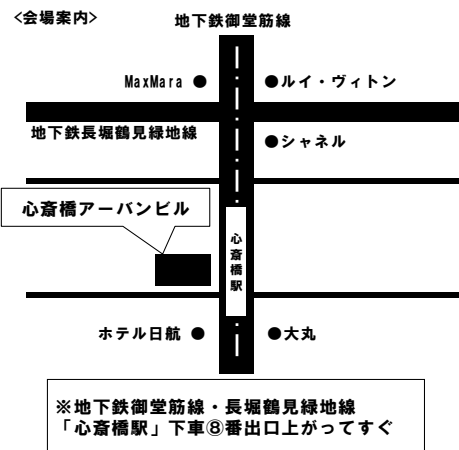 <会場案内>
地下鉄御堂筋線
MaxMara ●
●ルイ・ヴィトン
地下鉄長堀鶴見緑地線
●シャネル
心斎橋アーバンビル
心斎橋駅
ホテル日航 ●
●大丸
※地下鉄御堂筋線・長堀鶴見緑地線
「心斎橋駅」下車⑧番出口上がってすぐ